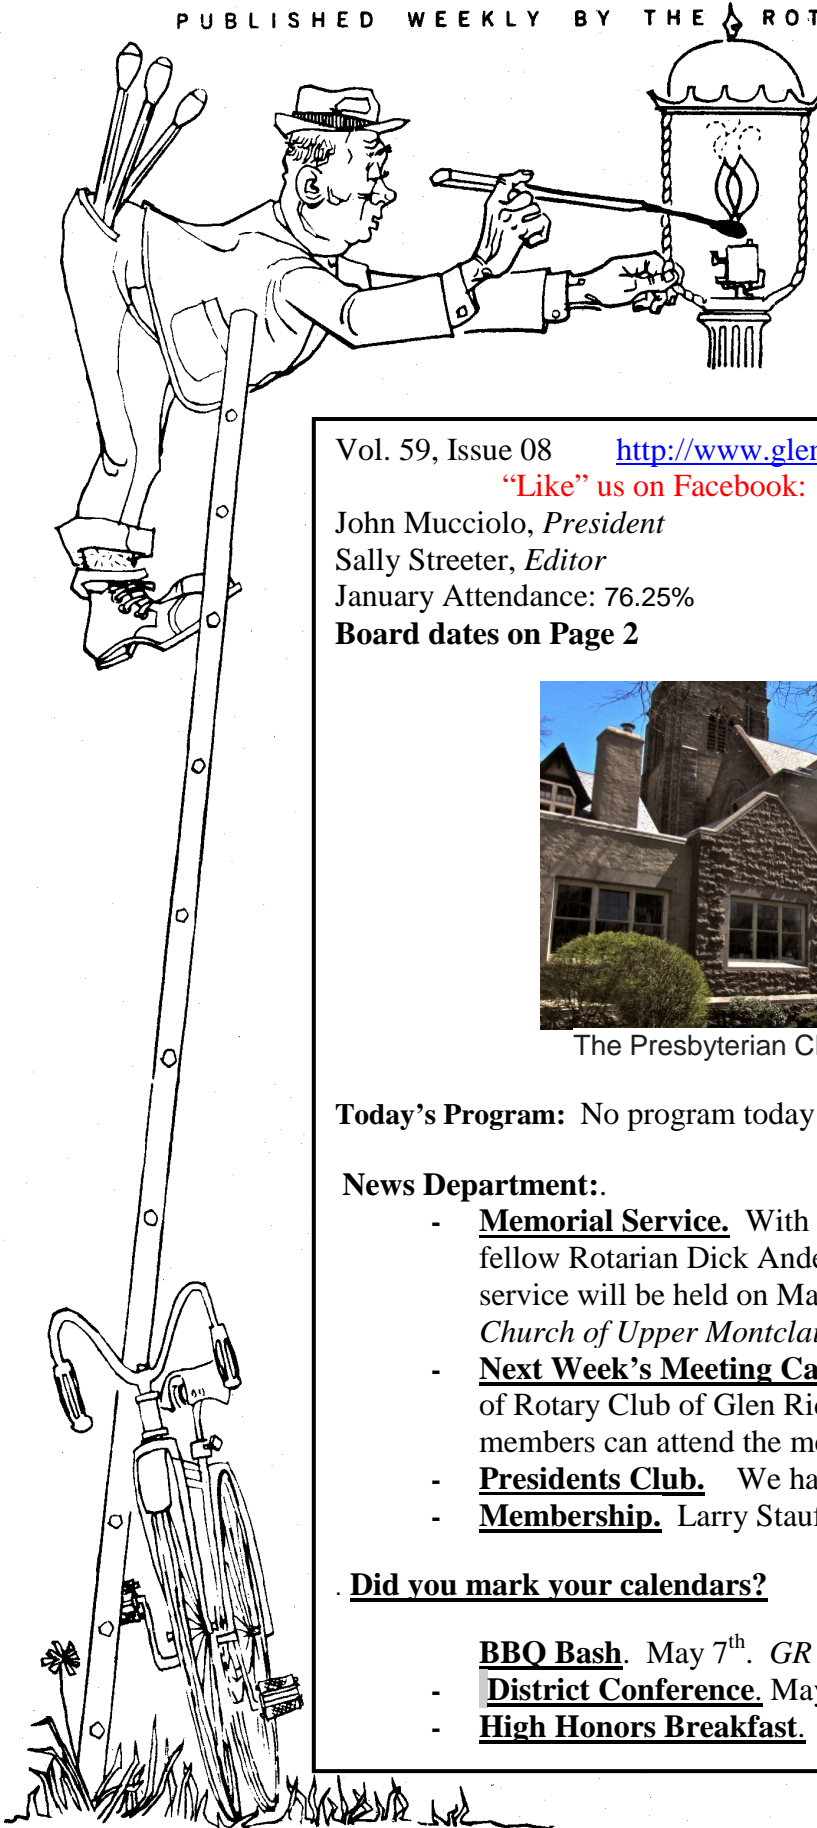 PUBLISHED WEEKLY BY THE ROT
Vol. 59, Issue 08 http://www.glen
“Like” us on Facebook:
John Mucciolo, President
Sally Streeter, Editor
January Attendance: 76.25%
Board dates on Page 2
The Presbyterian C
Today’s Program: No program today
News Department:.
- Memorial Service. With
fellow Rotarian Dick Ande
service will be held on Ma
Church of Upper Montclai
- Next Week’s Meeting Ca
of Rotary Club of Glen Ri
members can attend the me
- Presidents Club. We ha
- Membership. Larry Stauf
. Did you mark your calendars?
BBQ Bash. May 7th. GR
- District Conference. May
- High Honors Breakfast.